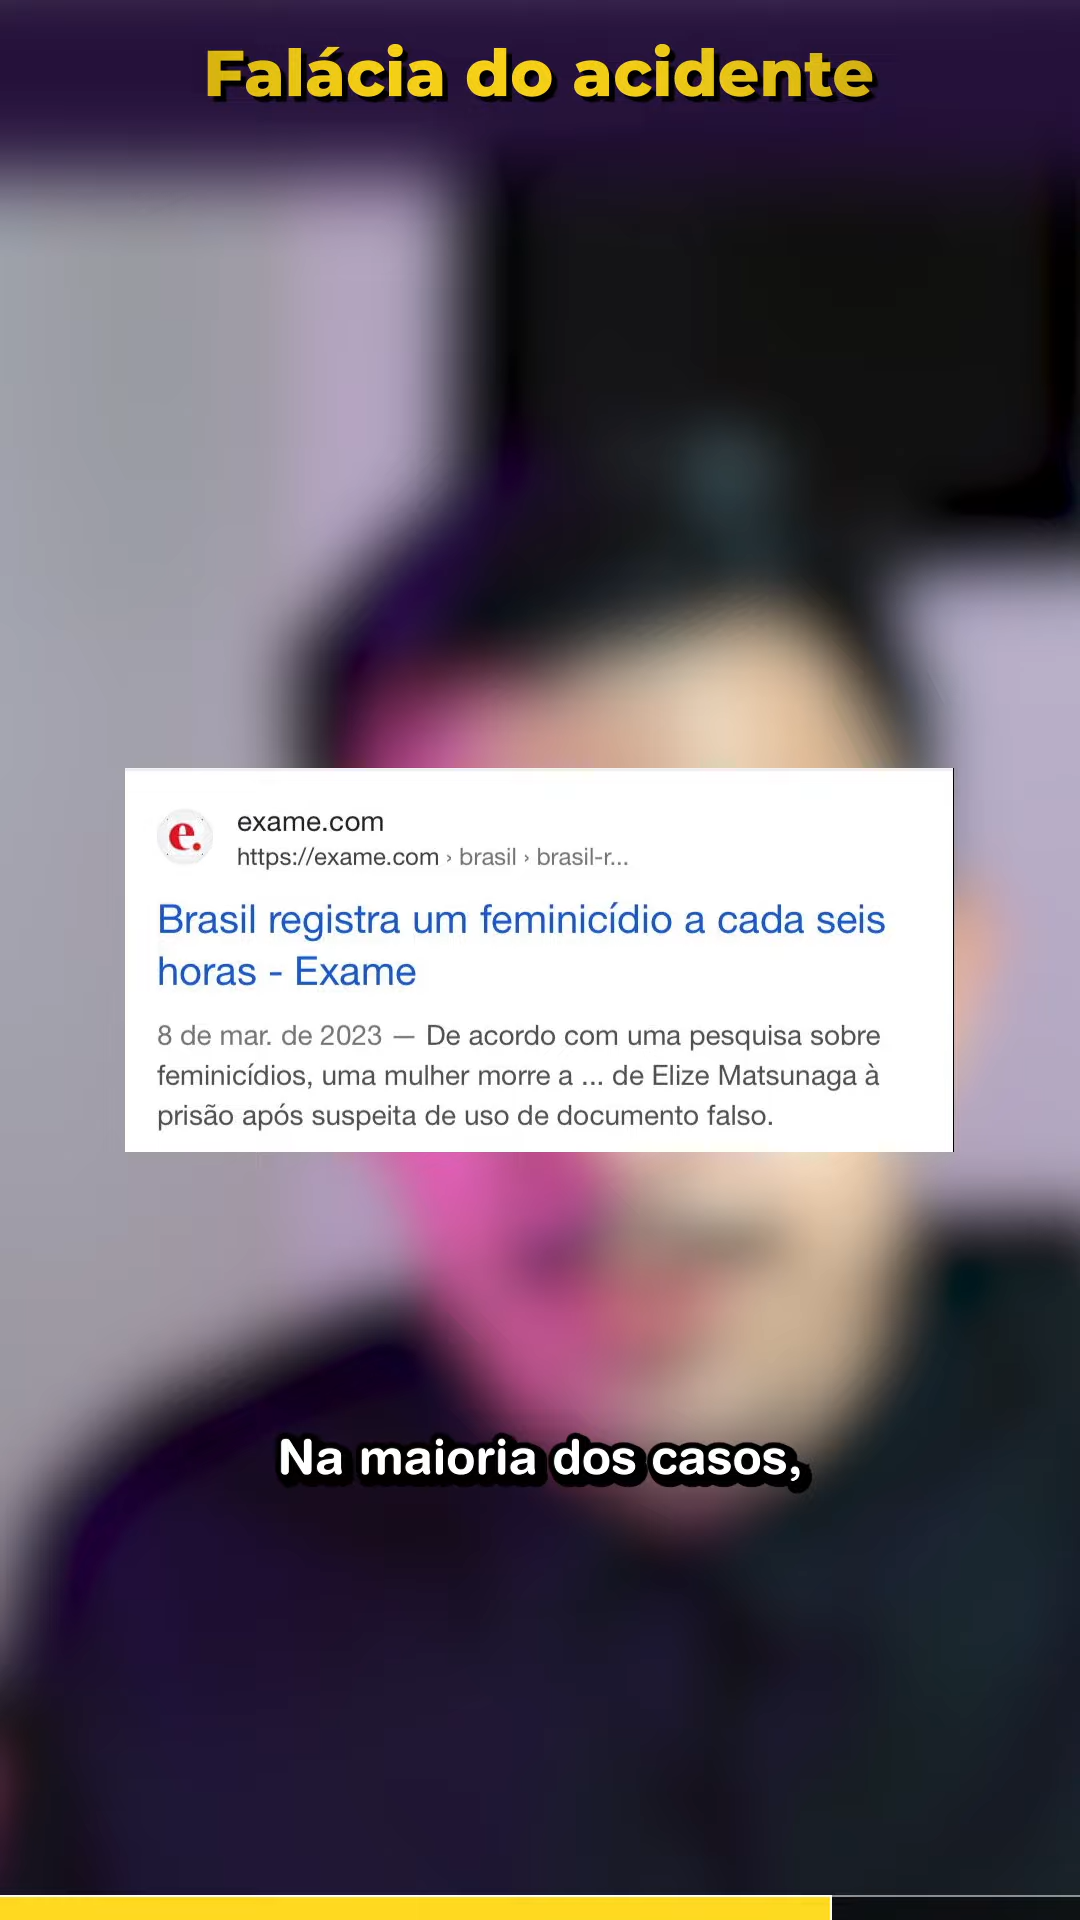 Falácia do acidente
e.
exame.com
https://exame.com › brasil › brasil-r...
Brasil registra um feminicídio a cada seis
horas - Exame
8 de mar. de 2023 — De acordo com uma pesquisa sobre
feminicídios, uma mulher morre a ... de Elize Matsunaga à
prisão após suspeita de uso de documento falso.
Na maioria dos casos,